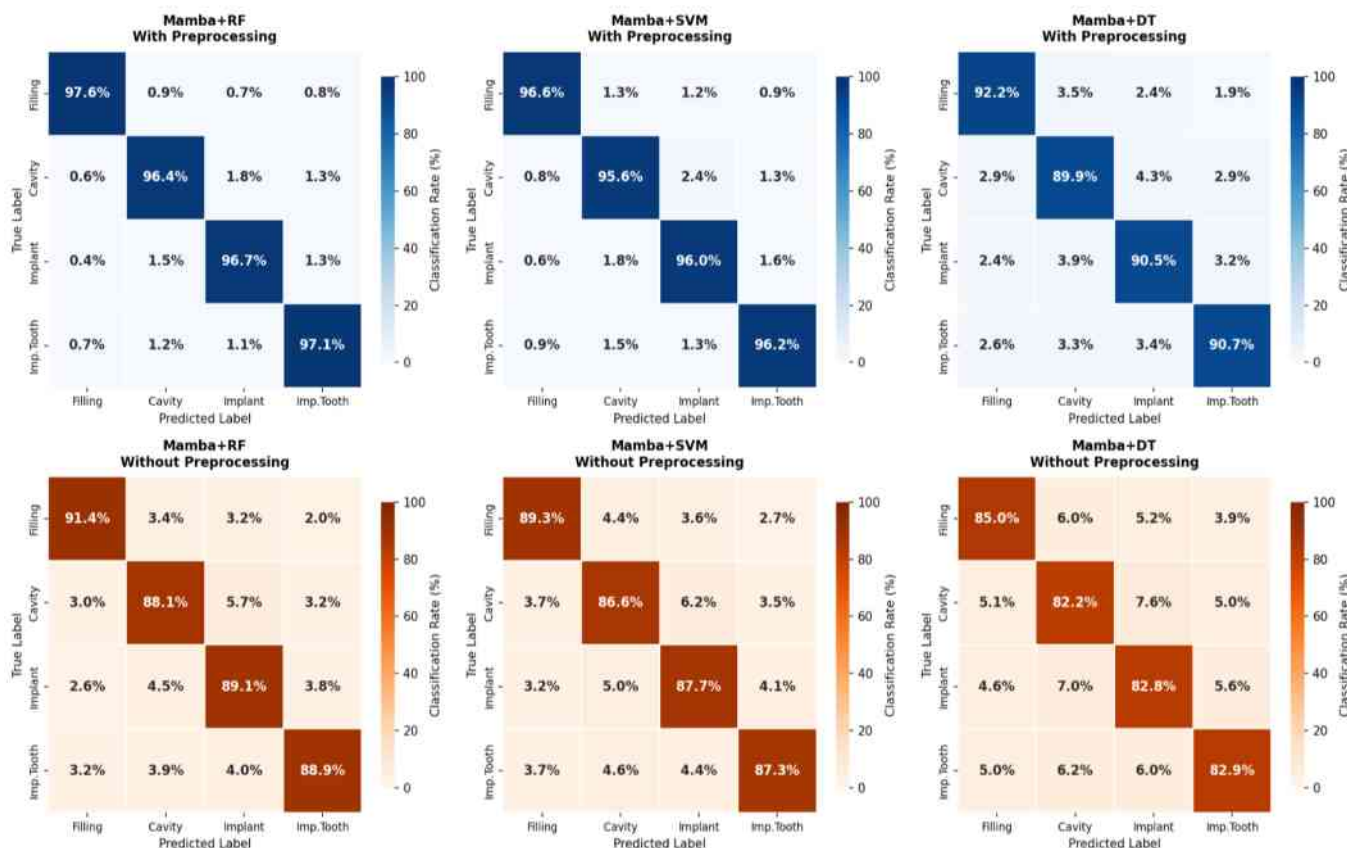 Mamba+RF
With Preprocessing
Filling 97.6% 0.9% 0.7% 0.8%
Cavity 0.6% 96.4% 1.8% 1.3%
Implant 0.4% 1.5% 96.7% 1.3%
Imp.Tooth 0.7% 1.2% 1.1% 97.1%
True Label
Filling Cavity Implant Imp.Tooth
Predicted Label
100
80
60
40
20
0
Classification Rate (%)
Mamba+SVM
With Preprocessing
Filling 96.6% 1.3% 1.2% 0.9%
Cavity 0.8% 95.6% 2.4% 1.3%
Implant 0.6% 1.8% 96.0% 1.6%
Imp.Tooth 0.9% 1.5% 1.3% 96.2%
True Label
Filling Cavity Implant Imp.Tooth
Predicted Label
100
80
60
40
20
0
Classification Rate (%)
Mamba+DT
With Preprocessing
Filling 92.2% 3.5% 2.4% 1.9%
Cavity 2.9% 89.9% 4.3% 2.9%
Implant 2.4% 3.9% 90.5% 3.2%
Imp.Tooth 2.6% 3.3% 3.4% 90.7%
True Label
Filling Cavity Implant Imp.Tooth
Predicted Label
100
80
60
40
20
0
Classification Rate (%)
Mamba+RF
Without Preprocessing
Filling 91.4% 3.4% 3.2% 2.0%
Cavity 3.0% 88.1% 5.7% 3.2%
Implant 2.6% 4.5% 89.1% 3.8%
Imp.Tooth 3.2% 3.9% 4.0% 88.9%
True Label
Filling Cavity Implant Imp.Tooth
Predicted Label
100
80
60
40
20
0
Classification Rate (%)
Mamba+SVM
Without Preprocessing
Filling 89.3% 4.4% 3.6% 2.7%
Cavity 3.7% 86.6% 6.2% 3.5%
Implant 3.2% 5.0% 87.7% 4.1%
Imp.Tooth 3.7% 4.6% 4.4% 87.3%
True Label
Filling Cavity Implant Imp.Tooth
Predicted Label
100
80
60
40
20
0
Classification Rate (%)
Mamba+DT
Without Preprocessing
Filling 85.0% 6.0% 5.2% 3.9%
Cavity 5.1% 82.2% 7.6% 5.0%
Implant 4.6% 7.0% 82.8% 5.6%
Imp.Tooth 5.0% 6.2% 6.0% 82.9%
True Label
Filling Cavity Implant Imp.Tooth
Predicted Label
100
80
60
40
20
0
Classification Rate (%)